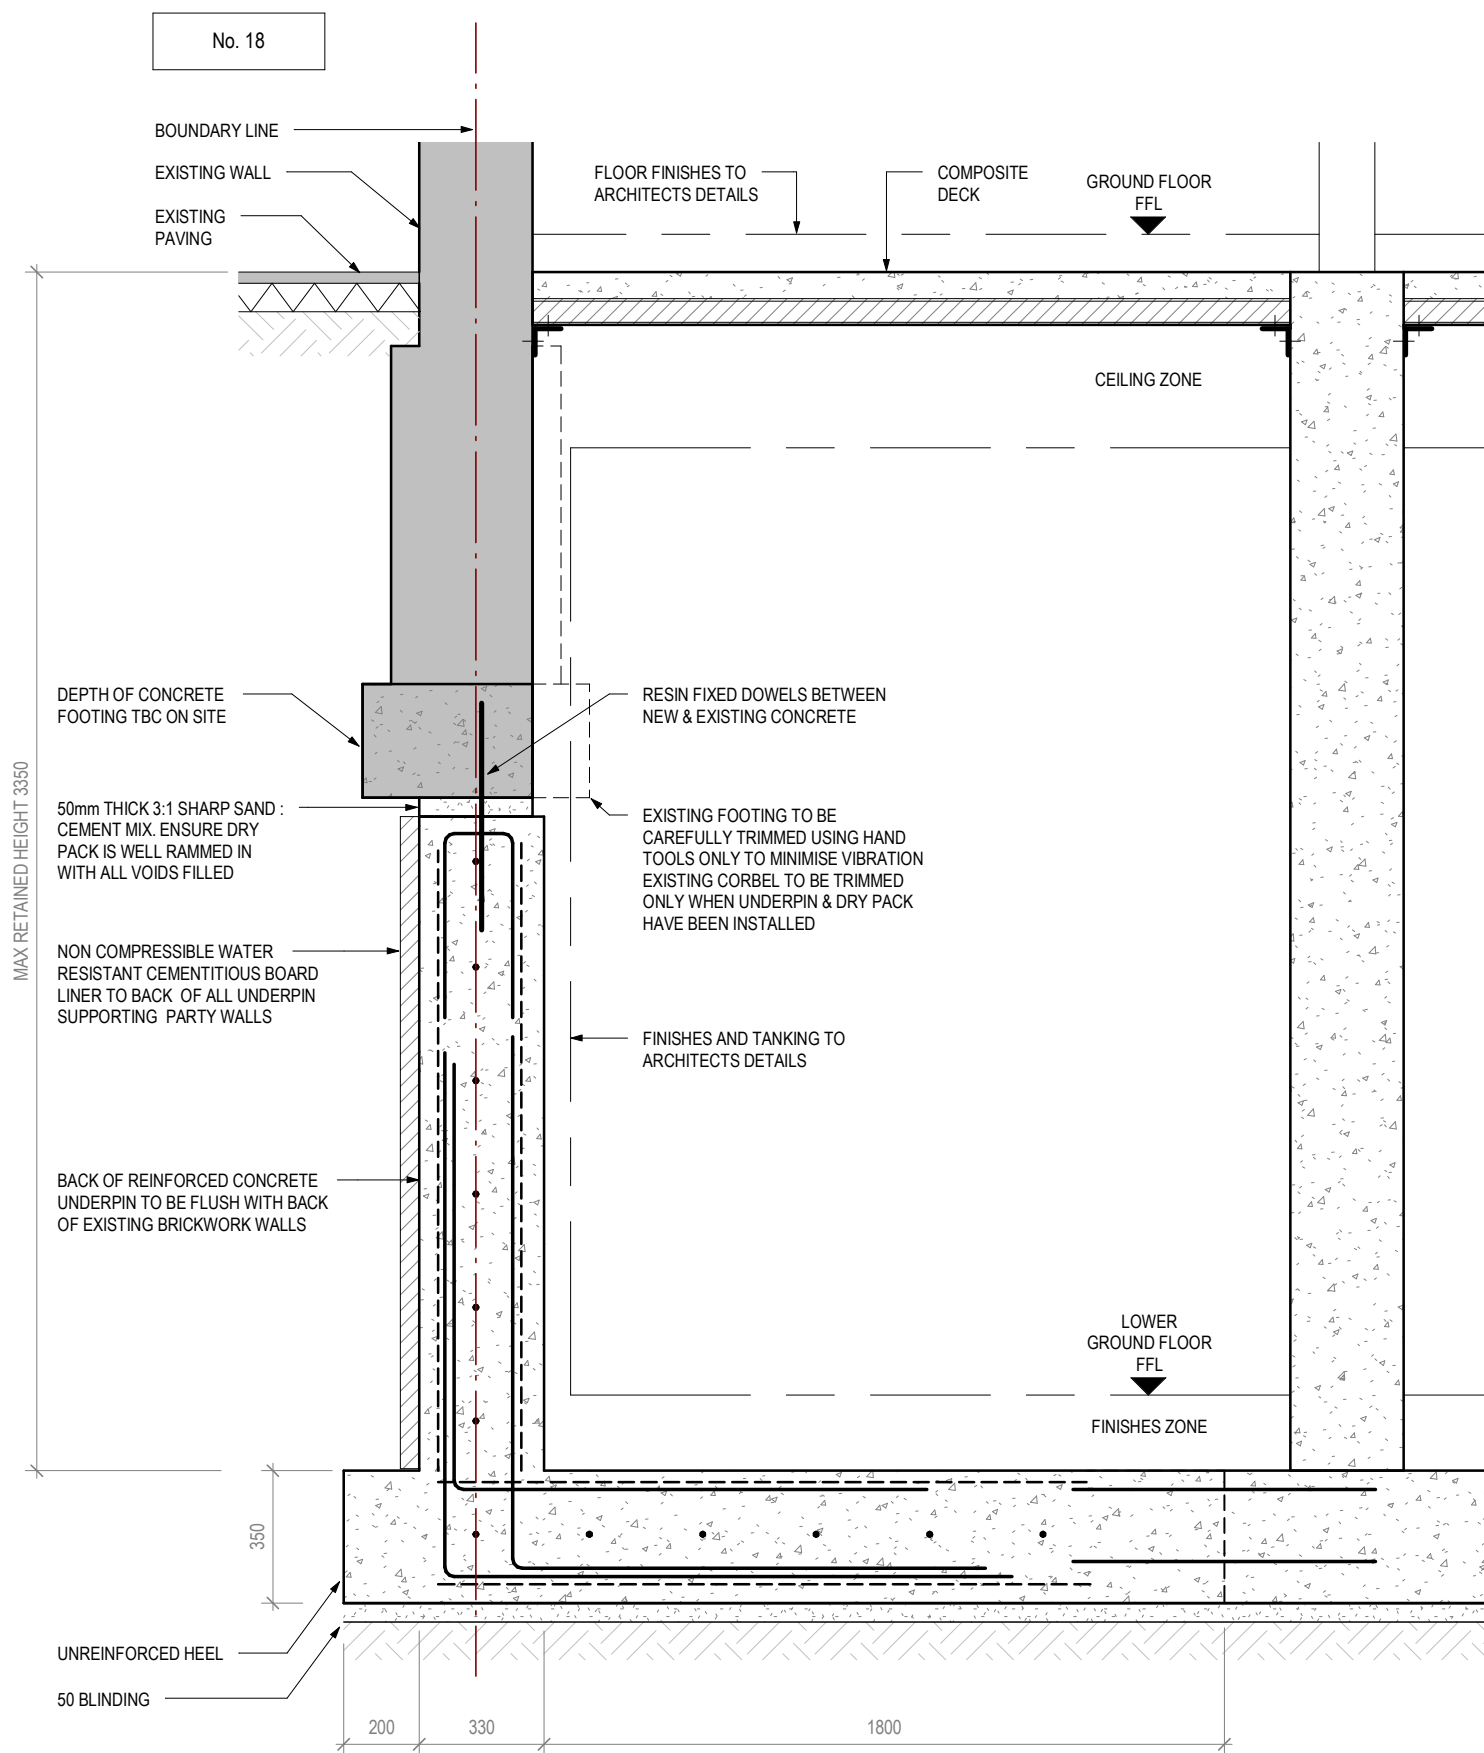 No. 18
BOUNDARY LINE
EXISTING WALL
EXISTING
PAVING
FLOOR FINISHES TO
ARCHITECTS DETAILS
COMPOSITE
DECK
GROUND FLOOR
FFL
CEILING ZONE
DEPTH OF CONCRETE
FOOTING TBC ON SITE
RESIN FIXED DOWELS BETWEEN
NEW & EXISTING CONCRETE
MAX RETAINED HEIGHT 3350
50mm THICK 3:1 SHARP SAND :
CEMENT MIX. ENSURE DRY
PACK IS WELL RAMMED IN
WITH ALL VOIDS FILLED
EXISTING FOOTING TO BE
CAREFULLY TRIMMED USING HAND
TOOLS ONLY TO MINIMISE VIBRATION
EXISTING CORBEL TO BE TRIMMED
ONLY WHEN UNDERPIN & DRY PACK
HAVE BEEN INSTALLED
NON COMPRESSIBLE WATER
RESISTANT CEMENTITIOUS BOARD
LINER TO BACK OF ALL UNDERPIN
SUPPORTING PARTY WALLS
FINISHES AND TANKING TO
ARCHITECTS DETAILS
BACK OF REINFORCED CONCRETE
UNDERPIN TO BE FLUSH WITH BACK
OF EXISTING BRICKWORK WALLS
LOWER
GROUND FLOOR
FFL
FINISHES ZONE
350
UNREINFORCED HEEL
50 BLINDING
200
330
1800